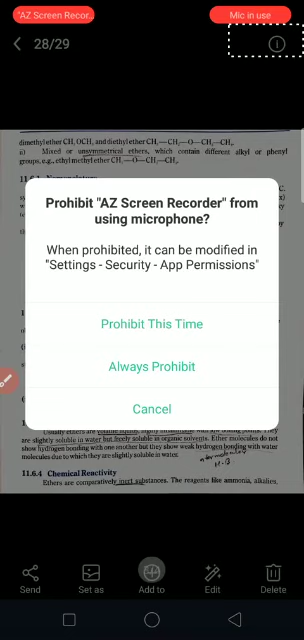 "AZ Screen Recor..
Mic in use
28/29
dimethyl ether CH₃ OCH₃ and diethyl ether CH₃—CH₂—O—CH₂—CH₃.
ii) Mixed or unsymmetrical ethers, which contain different alkyl or phenyl
groups, e.g., ethyl methyl ether CH₃—O—CH₂—CH₃.
Prohibit "AZ Screen Recorder" from
using microphone?
When prohibited, it can be modified in
"Settings - Security - App Permissions"
Prohibit This Time
Always Prohibit
Cancel
are slightly soluble in water but freely soluble in organic solvents. Ether molecules do not
show hydrogen bonding with one another but they show weak hydrogen bonding with water
molecules due to which they are slightly soluble in water.
H-B
11.6.4 Chemical Reactivity
Ethers are comparatively inert substances. The reagents like ammonia, alkalies,
Send
Set as
Add to
Edit
Delete